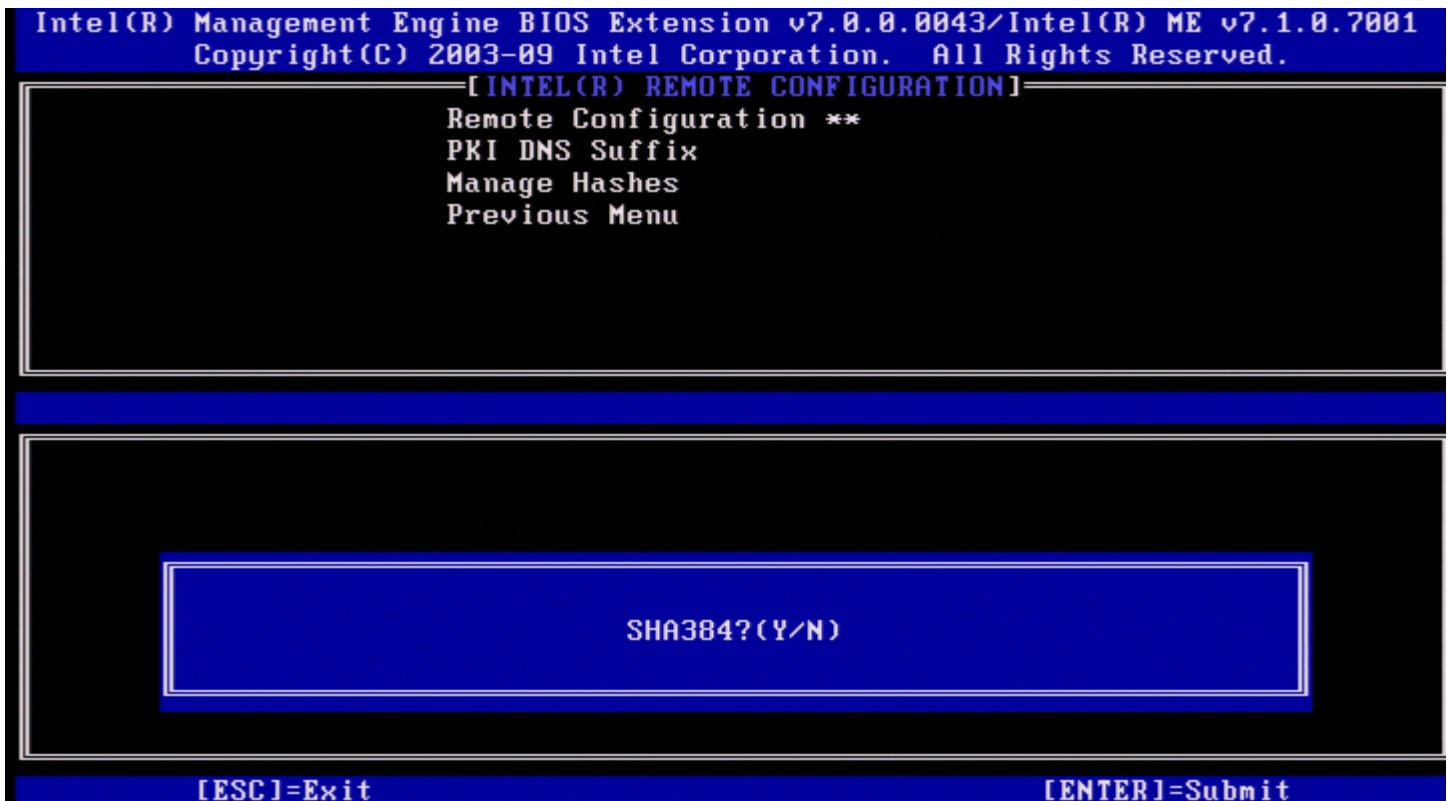 Intel(R) Management Engine BIOS Extension v7.0.0.0043/Intel(R) ME v7.1.0.7001
Copyright(C) 2003-09 Intel Corporation. All Rights Reserved.
[INTEL(R) REMOTE CONFIGURATION]
Remote Configuration **
PKI DNS Suffix
Manage Hashes
Previous Menu
SHA384?(Y/N)
[ESC]=Exit [ENTER]=Submit